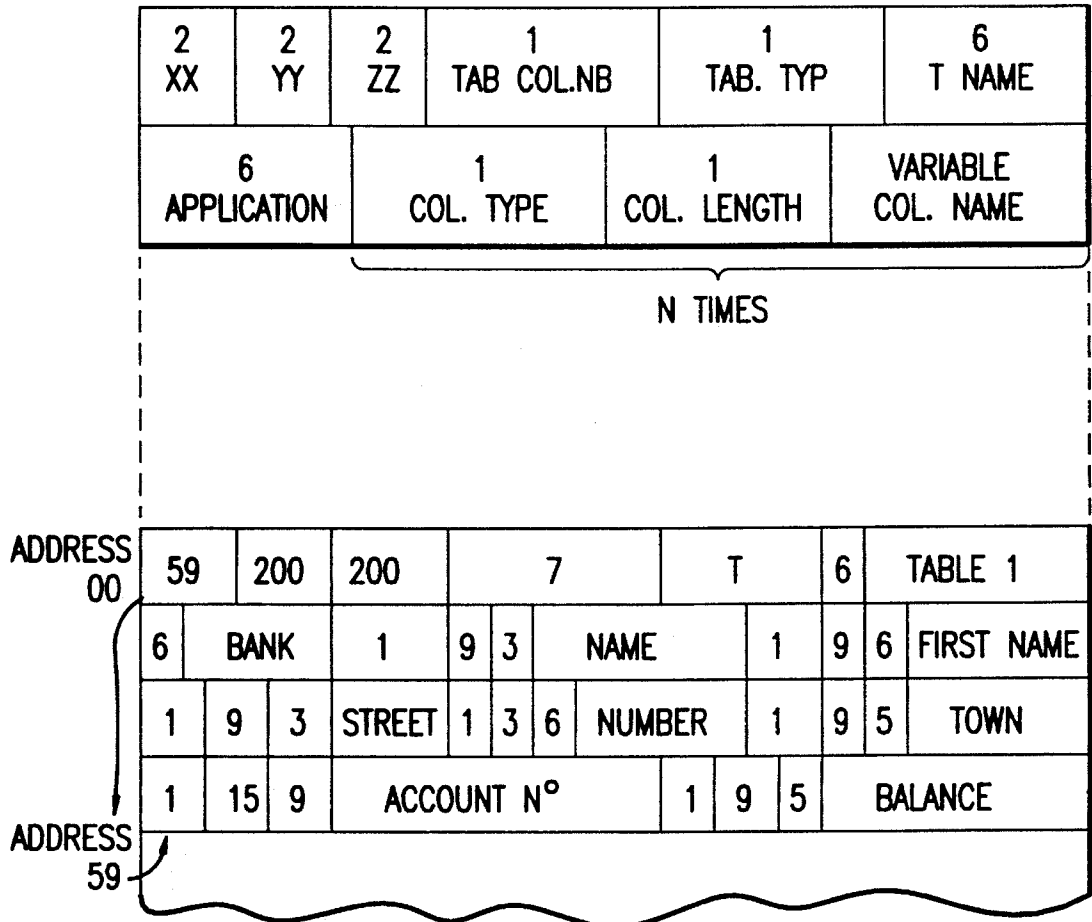 2 2 2 1 1 6
XX YY ZZ TAB COL.NB TAB. TYP T NAME
6 1 1 VARIABLE
APPLICATION COL. TYPE COL. LENGTH COL. NAME
N TIMES
ADDRESS
00
59 200 200 7 T 6 TABLE 1
6 BANK 1 9 3 NAME 1 9 6 FIRST NAME
1 9 3 STREET 1 3 6 NUMBER 1 9 5 TOWN
1 15 9 ACCOUNT N° 1 9 5 BALANCE
ADDRESS
59